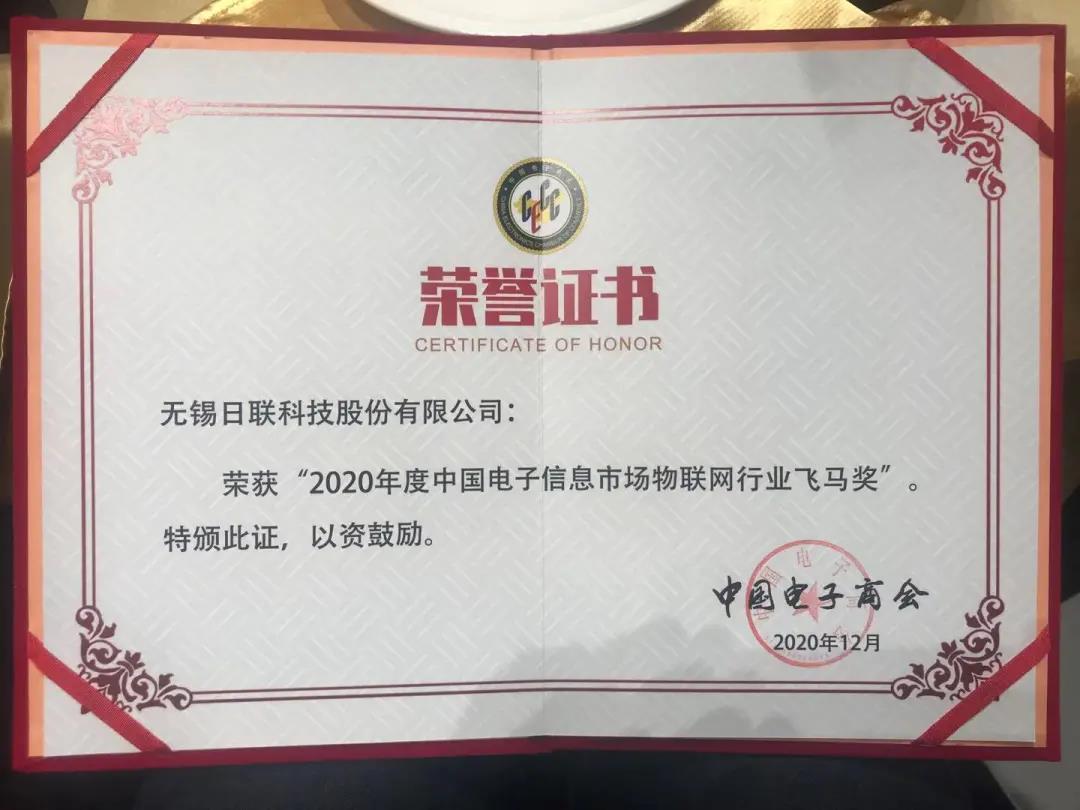 CECC
荣誉证书
CERTIFICATE OF HONOR
无锡日联科技股份有限公司：
荣获“2020年度中国电子信息市场物联网行业飞马奖”。
特颁此证，以资鼓励。
中国电子商会
2020年12月